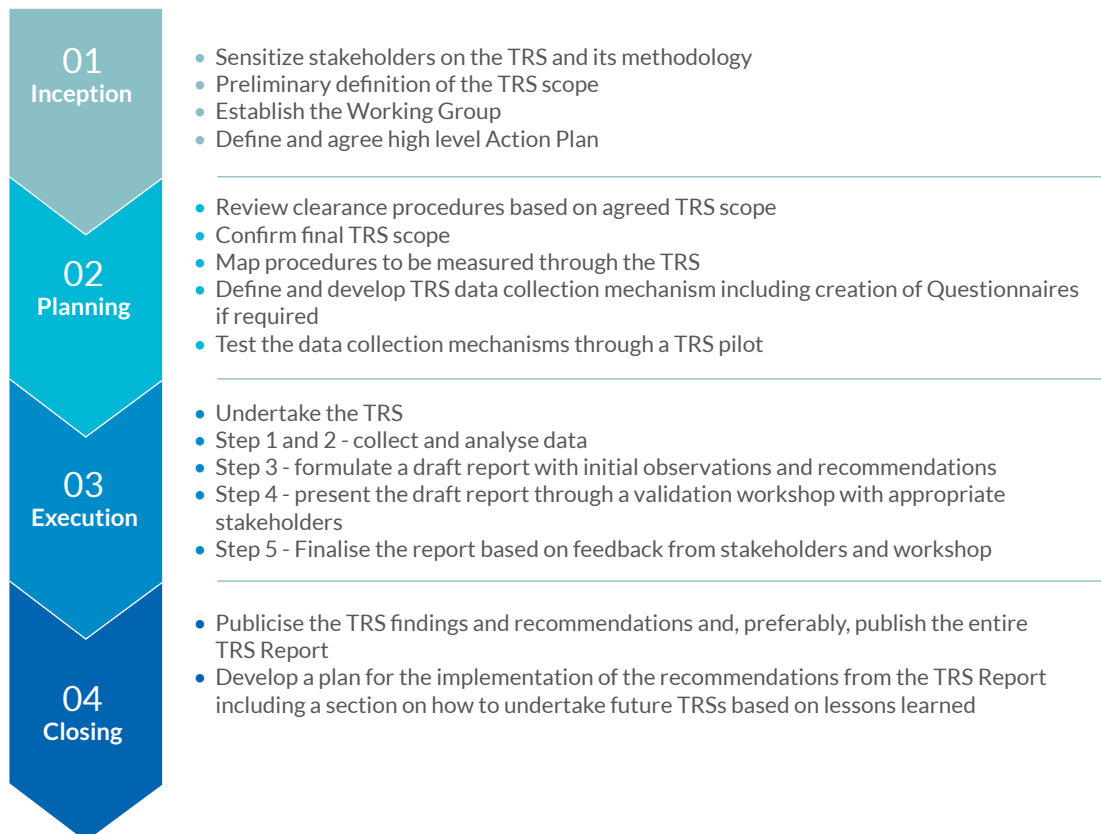 01
Inception
• Sensitize stakeholders on the TRS and its methodology
• Preliminary definition of the TRS scope
• Establish the Working Group
• Define and agree high level Action Plan
02
Planning
• Review clearance procedures based on agreed TRS scope
• Confirm final TRS scope
• Map procedures to be measured through the TRS
• Define and develop TRS data collection mechanism including creation of Questionnaires
if required
• Test the data collection mechanisms through a TRS pilot
03
Execution
• Undertake the TRS
• Step 1 and 2 - collect and analyse data
• Step 3 - formulate a draft report with initial observations and recommendations
• Step 4 - present the draft report through a validation workshop with appropriate
stakeholders
• Step 5 - Finalise the report based on feedback from stakeholders and workshop
04
Closing
• Publicise the TRS findings and recommendations and, preferably, publish the entire
TRS Report
• Develop a plan for the implementation of the recommendations from the TRS Report
including a section on how to undertake future TRSs based on lessons learned